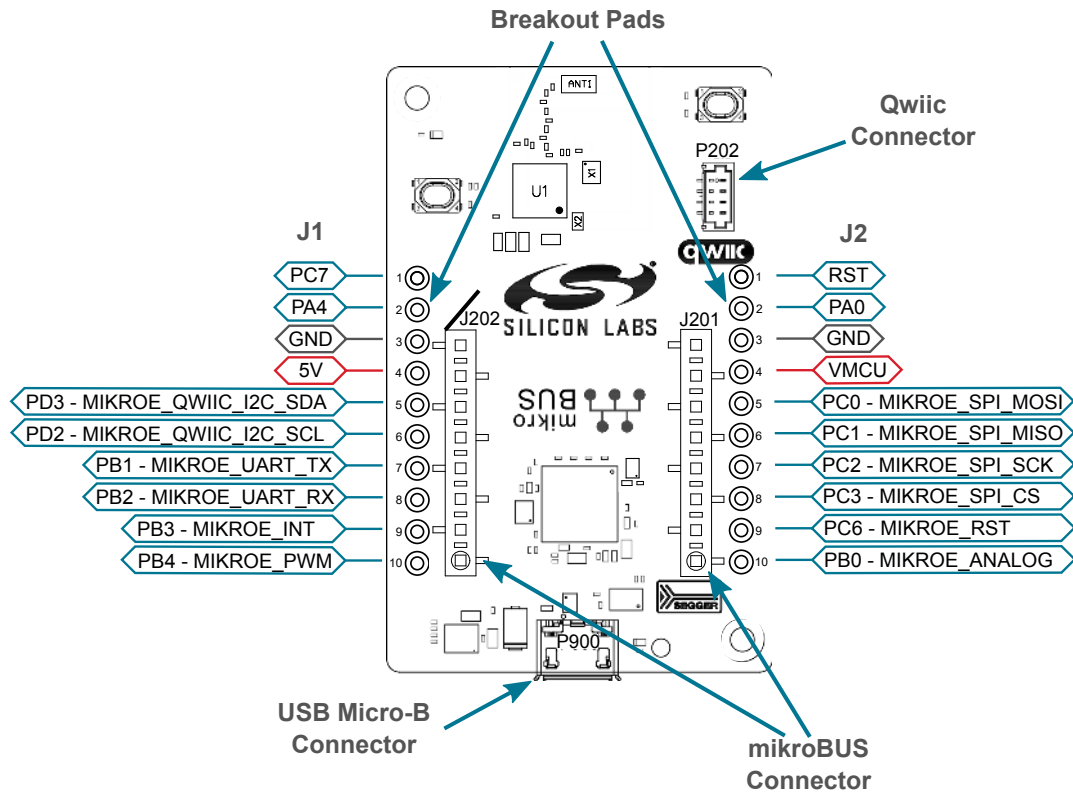 Breakout Pads
ANT1
Qwiic
Connector
P202
U1
X1
X2
J1
J2
qwiic
PC7
1
1
RST
PA4
2
2
PA0
SILICON LABS
J202
J201
GND
3
3
GND
5V
4
4
VMCU
PD3 - MIKROE_QWIIC_I2C_SDA
5
5
PC0 - MIKROE_SPI_MOSI
mikro
BUS
PD2 - MIKROE_QWIIC_I2C_SCL
6
6
PC1 - MIKROE_SPI_MISO
PB1 - MIKROE_UART_TX
7
7
PC2 - MIKROE_SPI_SCK
PB2 - MIKROE_UART_RX
8
8
PC3 - MIKROE_SPI_CS
PB3 - MIKROE_INT
9
9
PC6 - MIKROE_RST
PB4 - MIKROE_PWM
10
10
PB0 - MIKROE_ANALOG
SEGGER
P900
USB Micro-B
Connector
mikroBUS
Connector